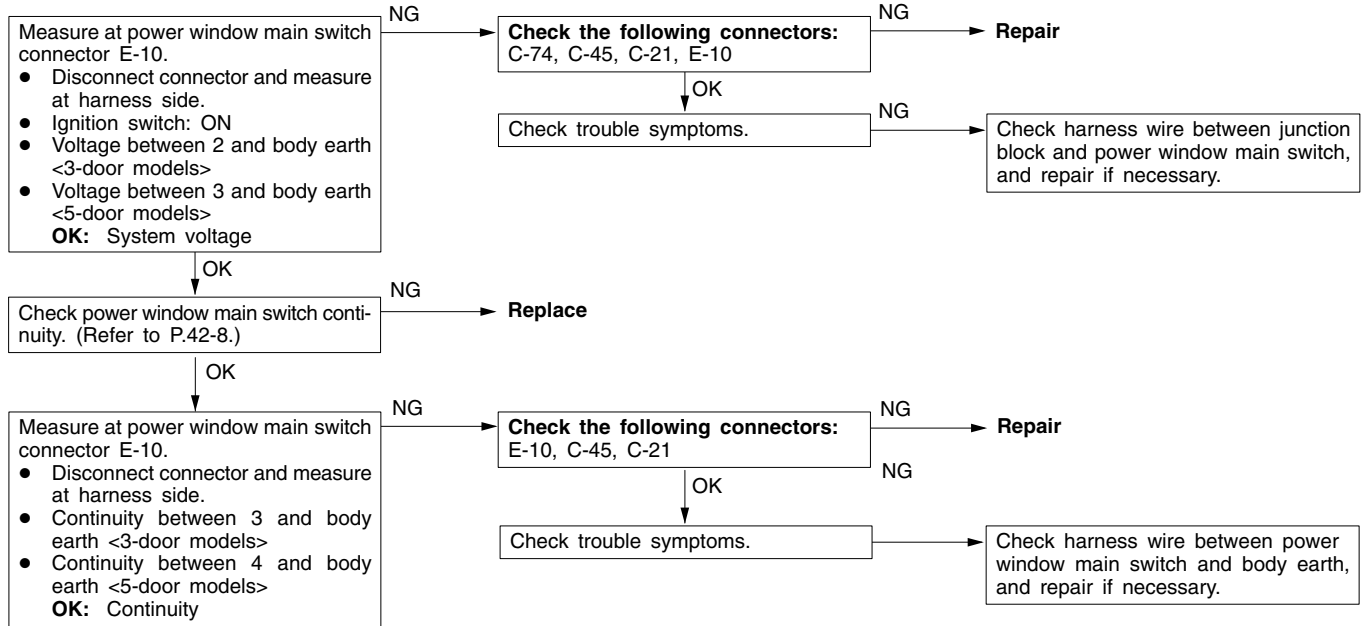 Measure at power window main switch
connector E-10.
● Disconnect connector and measure
at harness side.
● Ignition switch: ON
● Voltage between 2 and body earth
<3-door models>
● Voltage between 3 and body earth
<5-door models>
OK: System voltage
NG
Check the following connectors:
C-74, C-45, C-21, E-10
NG
Repair
OK
Check trouble symptoms.
NG
Check harness wire between junction
block and power window main switch,
and repair if necessary.
OK
Check power window main switch conti-
nuity. (Refer to P.42-8.)
NG
Replace
OK
Measure at power window main switch
connector E-10.
● Disconnect connector and measure
at harness side.
● Continuity between 3 and body
earth <3-door models>
● Continuity between 4 and body
earth <5-door models>
OK: Continuity
NG
Check the following connectors:
E-10, C-45, C-21
NG
Repair
OK
NG
Check trouble symptoms.
Check harness wire between power
window main switch and body earth,
and repair if necessary.